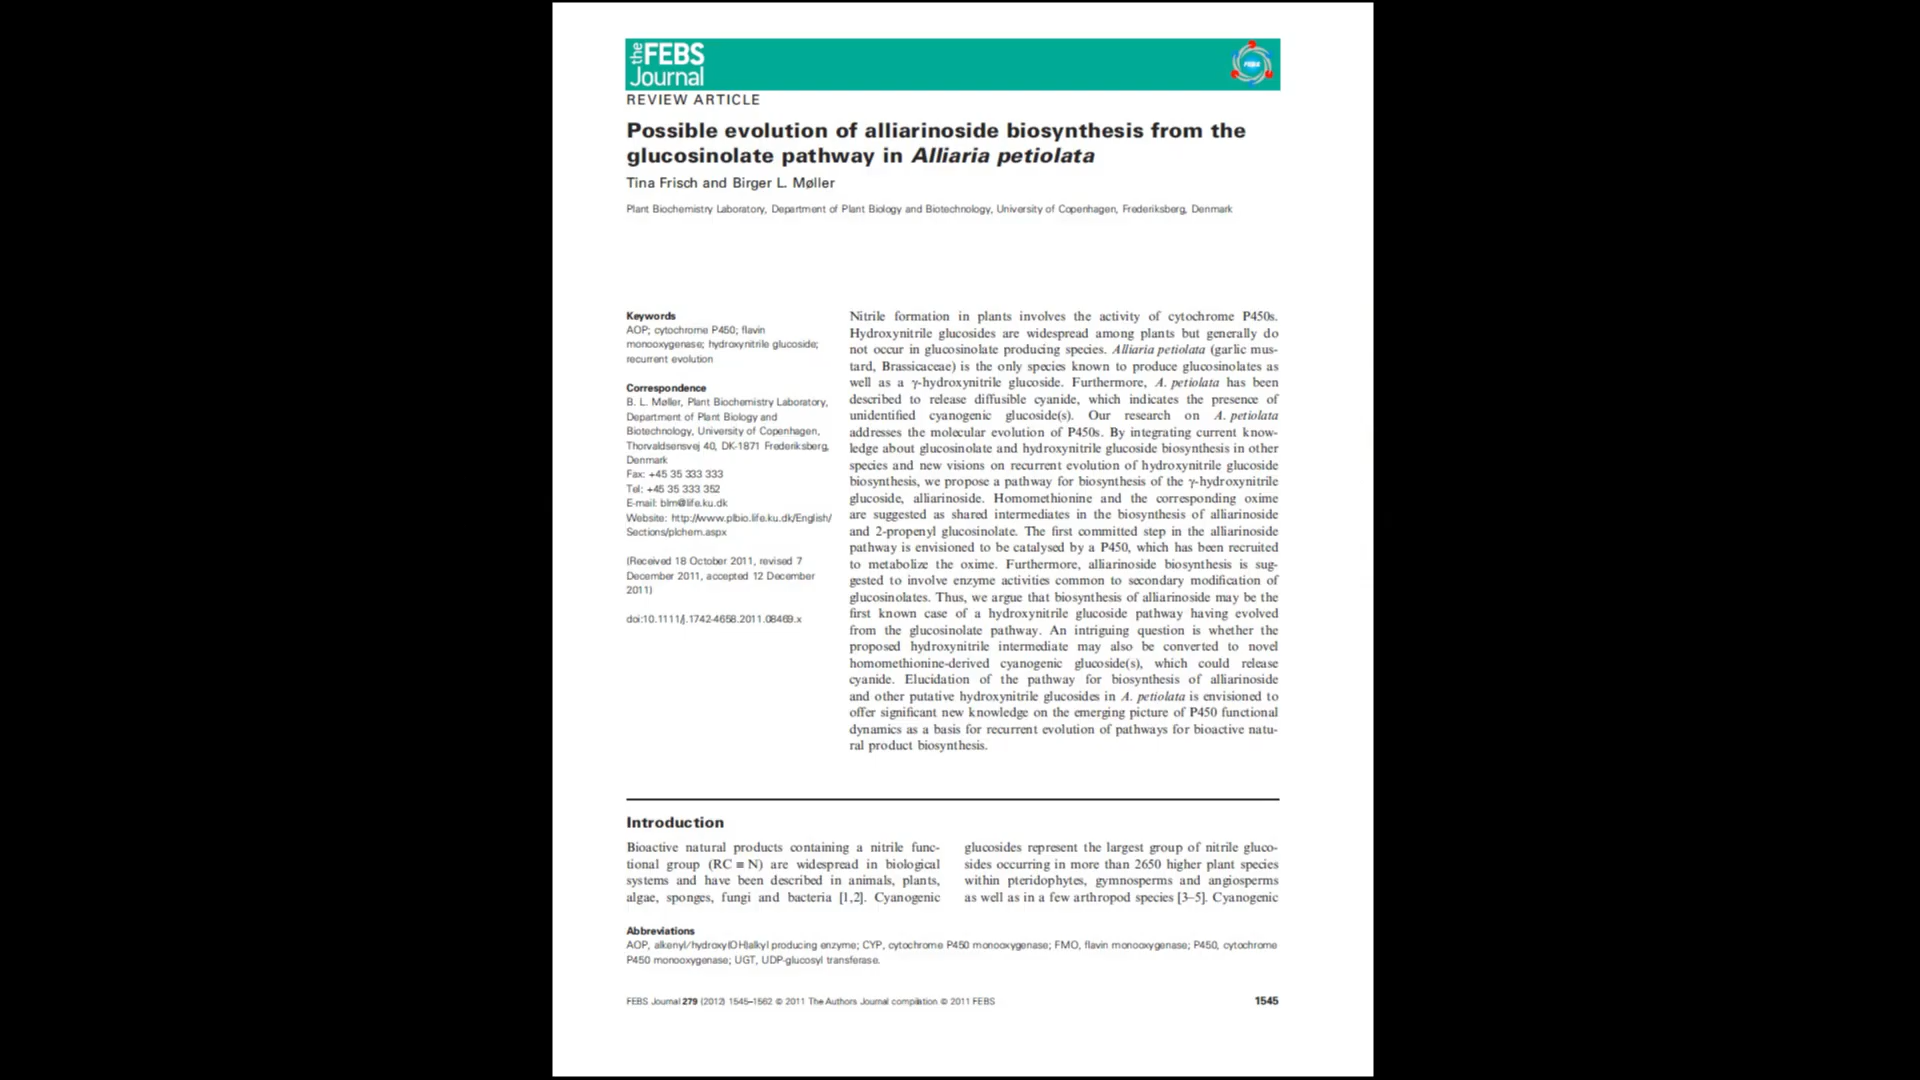 the FEBS Journal
FEBS
REVIEW ARTICLE
Possible evolution of alliarinoside biosynthesis from the
glucosinolate pathway in Alliaria petiolata
Tina Frisch and Birger L. Møller
Plant Biochemistry Laboratory, Department of Plant Biology and Biotechnology, University of Copenhagen, Frederiksberg, Denmark
Keywords
AOP; cytochrome P450; flavin
monooxygenase; hydroxynitrile glucoside;
recurrent evolution
Correspondence
B. L. Møller, Plant Biochemistry Laboratory,
Department of Plant Biology and
Biotechnology, University of Copenhagen,
Thorvaldsensvej 40, DK-1871 Frederiksberg,
Denmark
Fax: +45 35 333 333
Tel: +45 35 333 352
E-mail: blm@life.ku.dk
Website: http://www.plbio.life.ku.dk/English/
Sections/plchem.aspx
(Received 18 October 2011, revised 7
December 2011, accepted 12 December
2011)
doi:10.1111/j.1742-4658.2011.08469.x
Nitrile formation in plants involves the activity of cytochrome P450s.
Hydroxynitrile glucosides are widespread among plants but generally do
not occur in glucosinolate producing species. Alliaria petiolata (garlic mus-
tard, Brassicaceae) is the only species known to produce glucosinolates as
well as a γ-hydroxynitrile glucoside. Furthermore, A. petiolata has been
described to release diffusible cyanide, which indicates the presence of
unidentified cyanogenic glucoside(s). Our research on A. petiolata
addresses the molecular evolution of P450s. By integrating current know-
ledge about glucosinolate and hydroxynitrile glucoside biosynthesis in other
species and new visions on recurrent evolution of hydroxynitrile glucoside
biosynthesis, we propose a pathway for biosynthesis of the γ-hydroxynitrile
glucoside, alliarinoside. Homomethionine and the corresponding oxime
are suggested as shared intermediates in the biosynthesis of alliarinoside
and 2-propenyl glucosinolate. The first committed step in the alliarinoside
pathway is envisioned to be catalysed by a P450, which has been recruited
to metabolize the oxime. Furthermore, alliarinoside biosynthesis is sug-
gested to involve enzyme activities common to secondary modification of
glucosinolates. Thus, we argue that biosynthesis of alliarinoside may be the
first known case of a hydroxynitrile glucoside pathway having evolved
from the glucosinolate pathway. An intriguing question is whether the
proposed hydroxynitrile intermediate may also be converted to novel
homomethionine-derived cyanogenic glucoside(s), which could release
cyanide. Elucidation of the pathway for biosynthesis of alliarinoside
and other putative hydroxynitrile glucosides in A. petiolata is envisioned to
offer significant new knowledge on the emerging picture of P450 functional
dynamics as a basis for recurrent evolution of pathways for bioactive natu-
ral product biosynthesis.
Introduction
Bioactive natural products containing a nitrile func-
tional group (RC≡N) are widespread in biological
systems and have been described in animals, plants,
algae, sponges, fungi and bacteria [1,2]. Cyanogenic
glucosides represent the largest group of nitrile gluco-
sides occurring in more than 2650 higher plant species
within pteridophytes, gymnosperms and angiosperms
as well as in a few arthropod species [3–5]. Cyanogenic
Abbreviations
AOP, alkenyl/hydroxy(OH)alkyl producing enzyme; CYP, cytochrome P450 monooxygenase; FMO, flavin monooxygenase; P450, cytochrome
P450 monooxygenase; UGT, UDP-glucosyl transferase.
FEBS Journal 279 (2012) 1545–1562 © 2011 The Authors Journal compilation © 2011 FEBS
1545